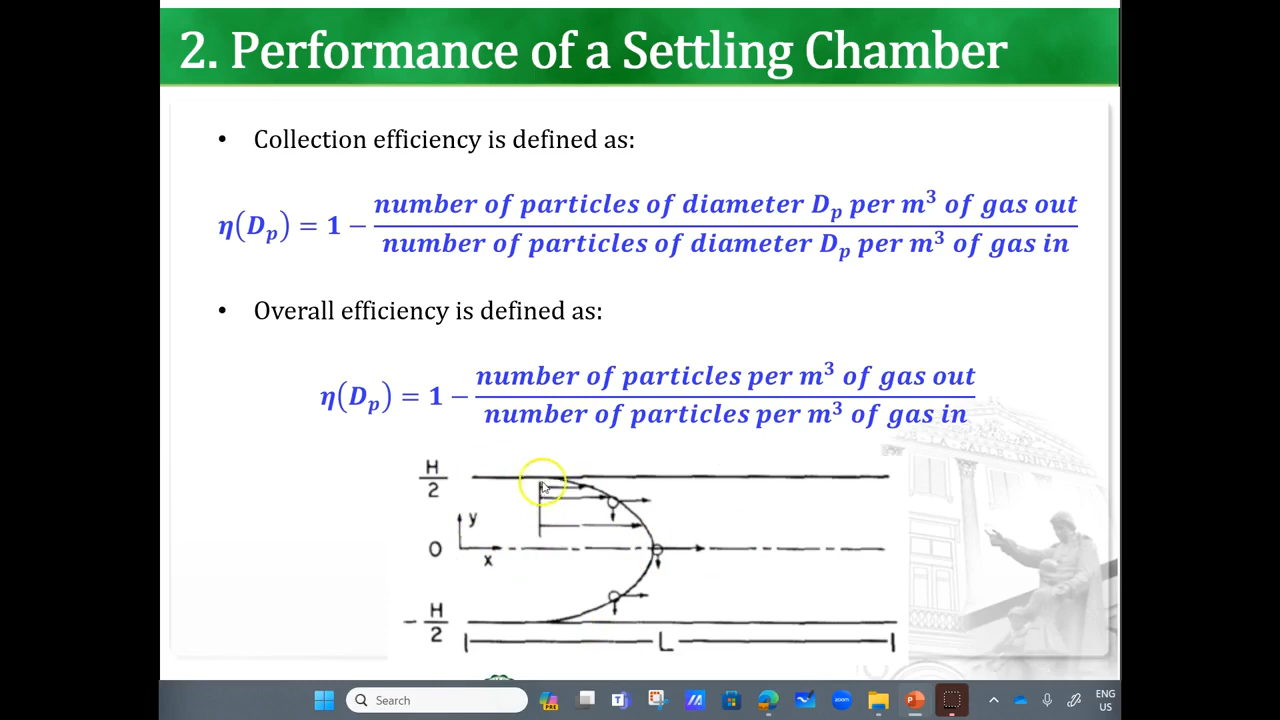 2. Performance of a Settling Chamber
• Collection efficiency is defined as:
η(Dₚ) = 1 − number of particles of diameter Dₚ per m³ of gas out
number of particles of diameter Dₚ per m³ of gas in
• Overall efficiency is defined as:
η(Dₚ) = 1 − number of particles per m³ of gas out
number of particles per m³ of gas in
H
2
y
0
x
− H
2
L
Search
PRE
zoom
ENG
US